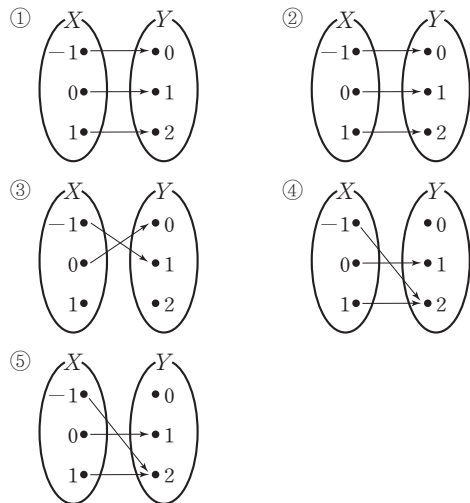 ① X Y ② X Y
−1 0 −1 0
0 1 0 1
1 2 1 2
③ X Y ④ X Y
−1 0 −1 0
0 1 0 1
1 2 1 2
⑤ X Y
−1 0
0 1
1 2